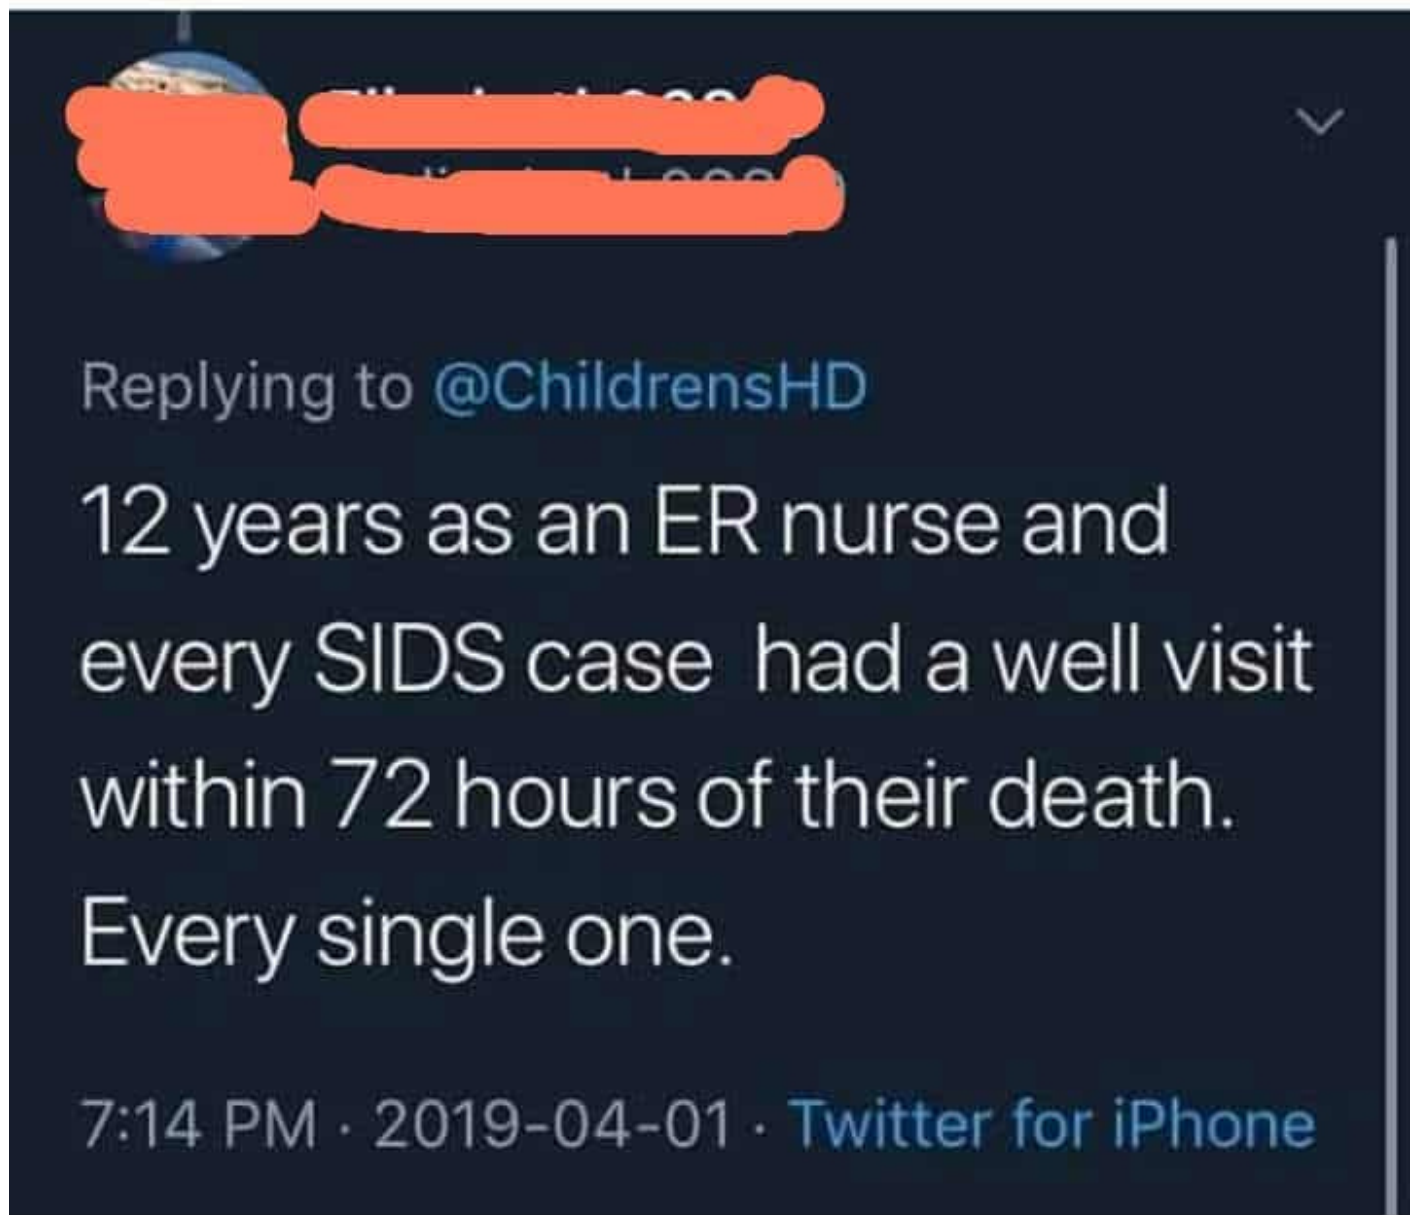 Replying to @ChildrensHD
12 years as an ER nurse and
every SIDS case had a well visit
within 72 hours of their death.
Every single one.
7:14 PM · 2019-04-01 · Twitter for iPhone